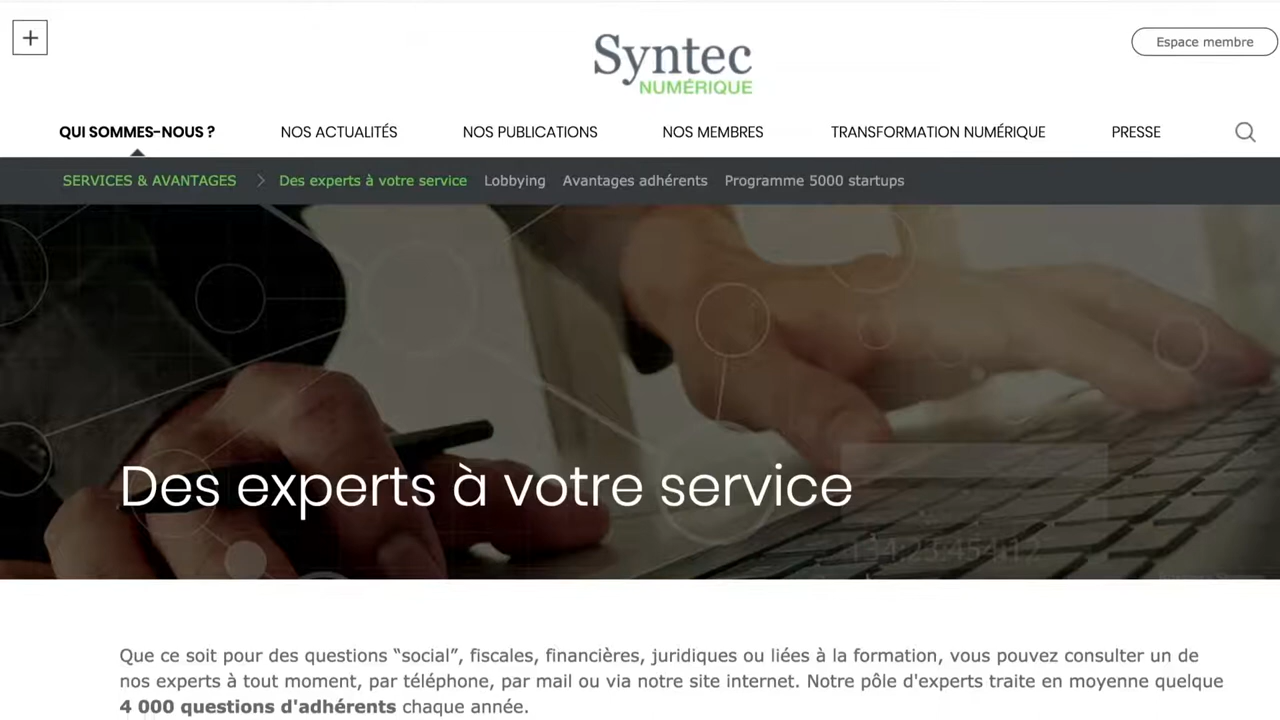 +
Syntec
NUMÉRIQUE
Espace membre
QUI SOMMES-NOUS ? NOS ACTUALITÉS NOS PUBLICATIONS NOS MEMBRES TRANSFORMATION NUMÉRIQUE PRESSE
SERVICES & AVANTAGES Des experts à votre service Lobbying Avantages adhérents Programme 5000 startups
Des experts à votre service
Que ce soit pour des questions “social”, fiscales, financières, juridiques ou liées à la formation, vous pouvez consulter un de
nos experts à tout moment, par téléphone, par mail ou via notre site internet. Notre pôle d'experts traite en moyenne quelque
4 000 questions d'adhérents chaque année.